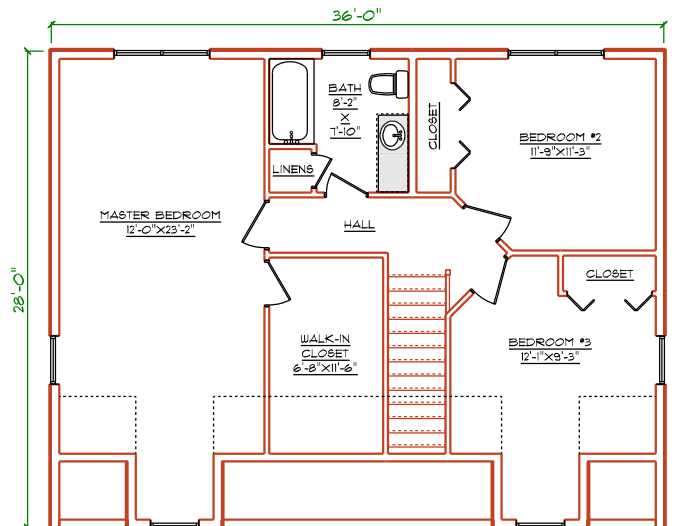 36'-0"
BATH
8'-2"
X
7'-10"
CLOSET
BEDROOM #2
11'-9"X11'-3"
LINENS
MASTER BEDROOM
12'-0"X23'-2"
HALL
28'-0"
CLOSET
WALK-IN
CLOSET
6'-8"X11'-6"
BEDROOM #3
12'-1"X9'-3"